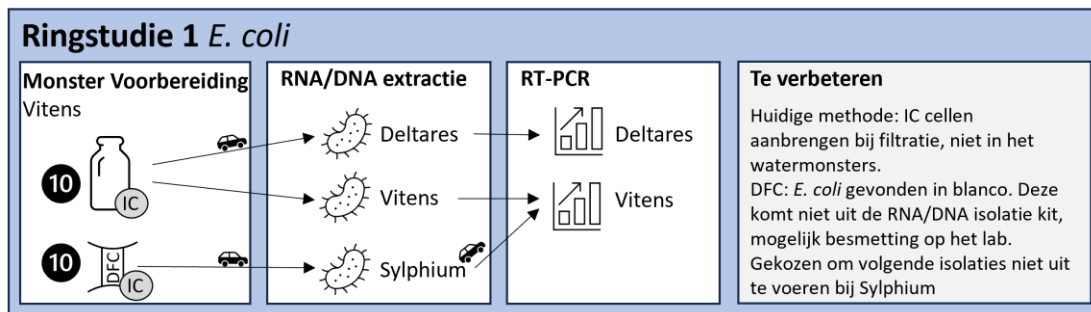 Ringstudie 1 E. coli
Monster Voorbereiding
Vitens
10
IC
10
DFC
IC
RNA/DNA extractie
Deltares
Vitens
Sylphium
RT-PCR
Deltares
Vitens
Te verbeteren
Huidige methode: IC cellen
aanbrengen bij filtratie, niet in het
watermonsters.
DFC: E. coli gevonden in blanco. Deze
komt niet uit de RNA/DNA isolatie kit,
mogelijk besmetting op het lab.
Gekozen om volgende isolaties niet uit
te voeren bij Sylphium